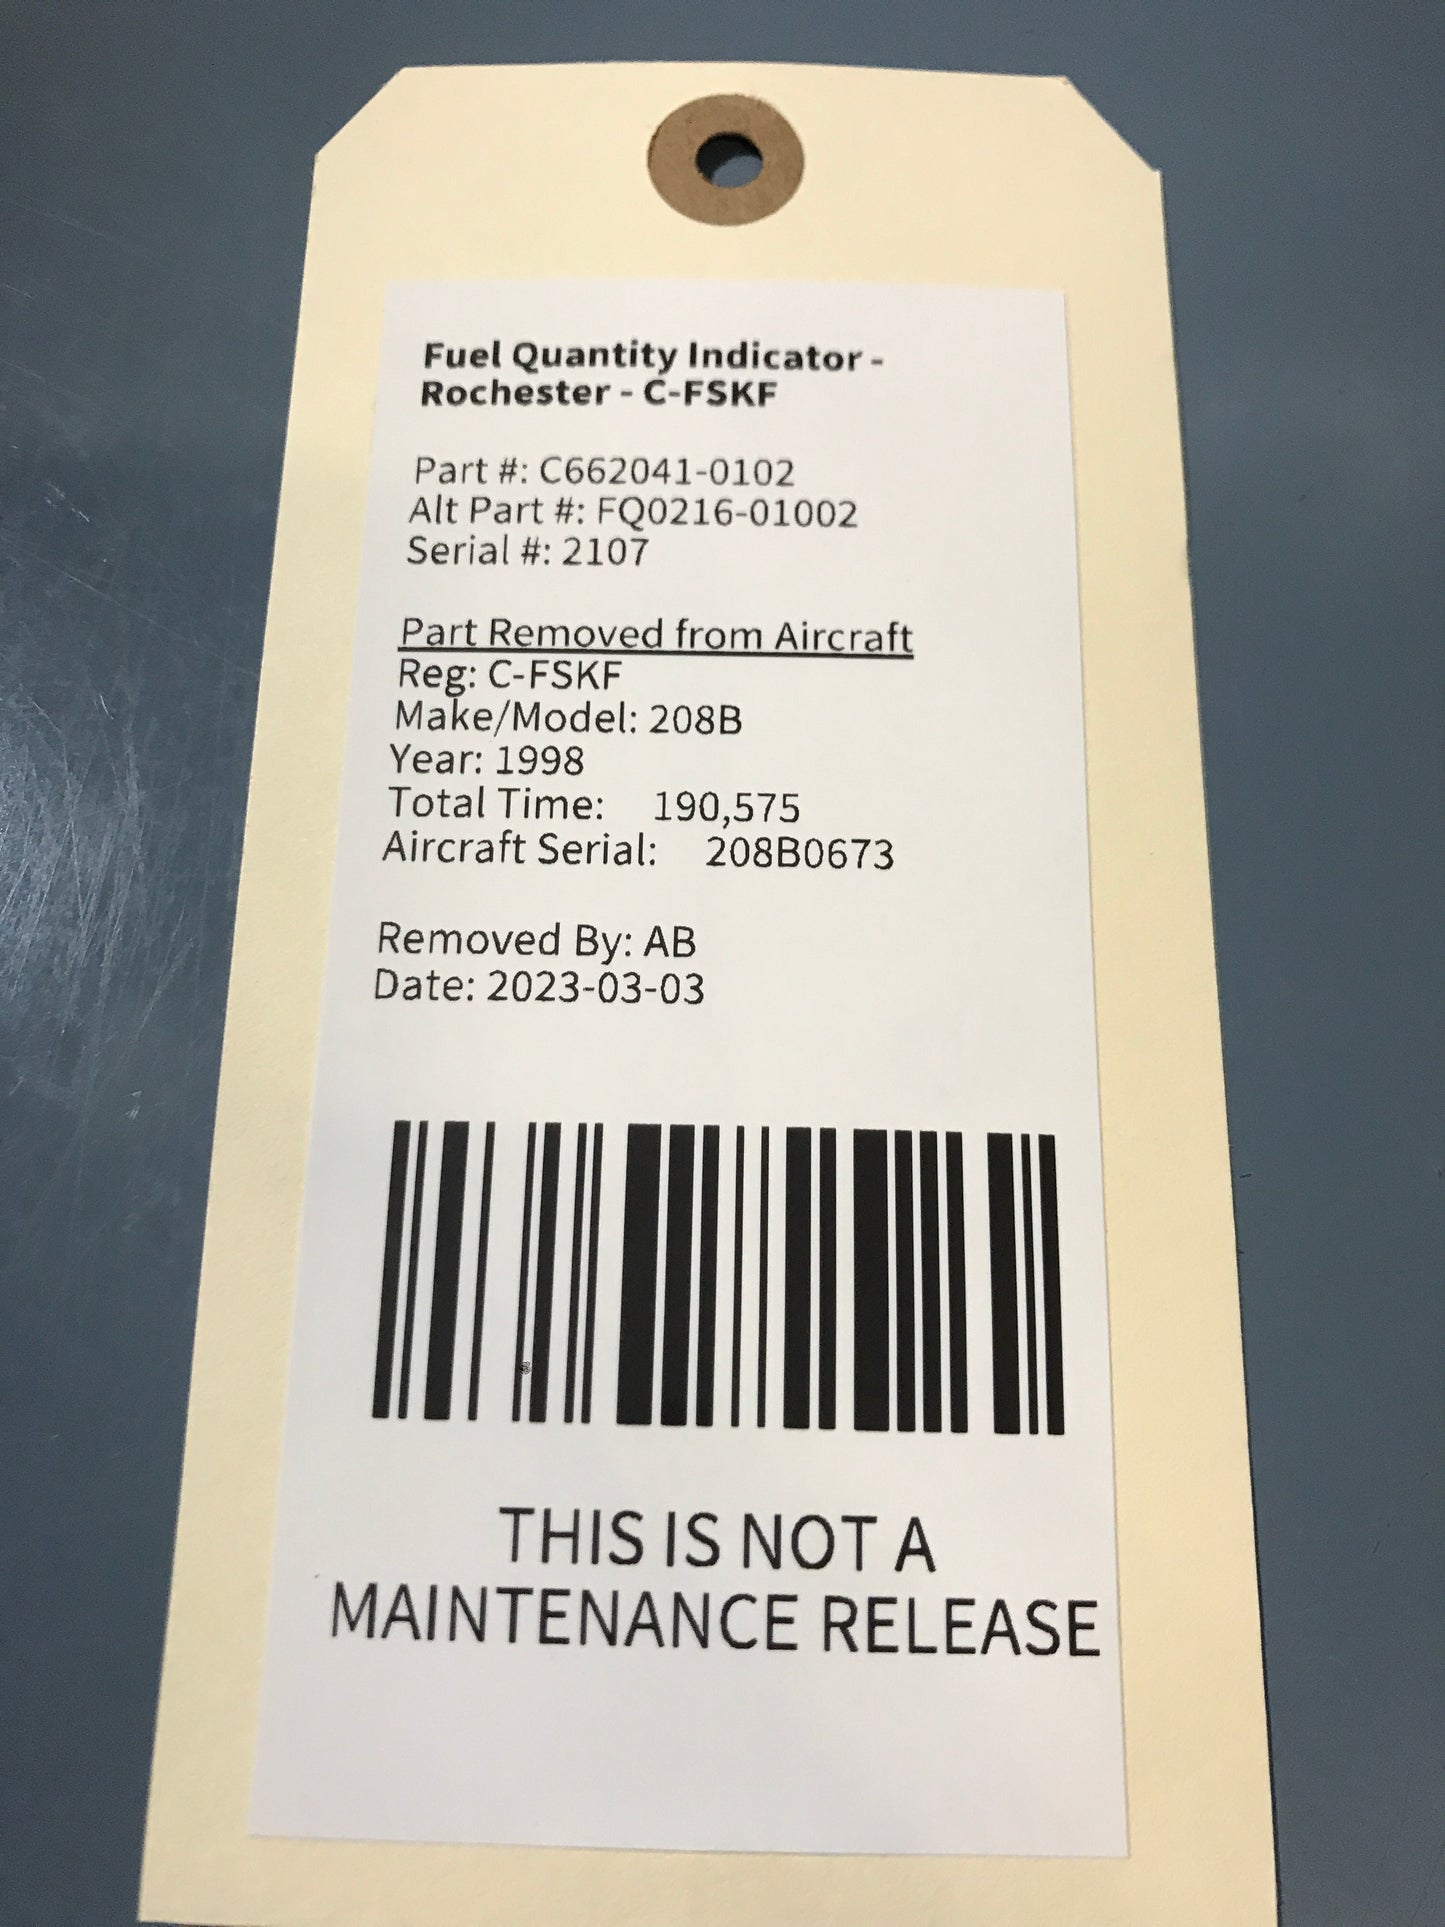 Fuel Quantity Indicator -
Rochester - C-FSKF
Part #: C662041-0102
Alt Part #: FQ0216-01002
Serial #: 2107
Part Removed from Aircraft
Reg: C-FSKF
Make/Model: 208B
Year: 1998
Total Time: 190,575
Aircraft Serial: 208B0673
Removed By: AB
Date: 2023-03-03
THIS IS NOT A
MAINTENANCE RELEASE